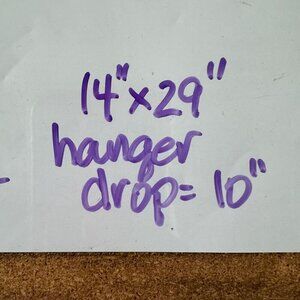 14"x29"
hanger
drop= 10"